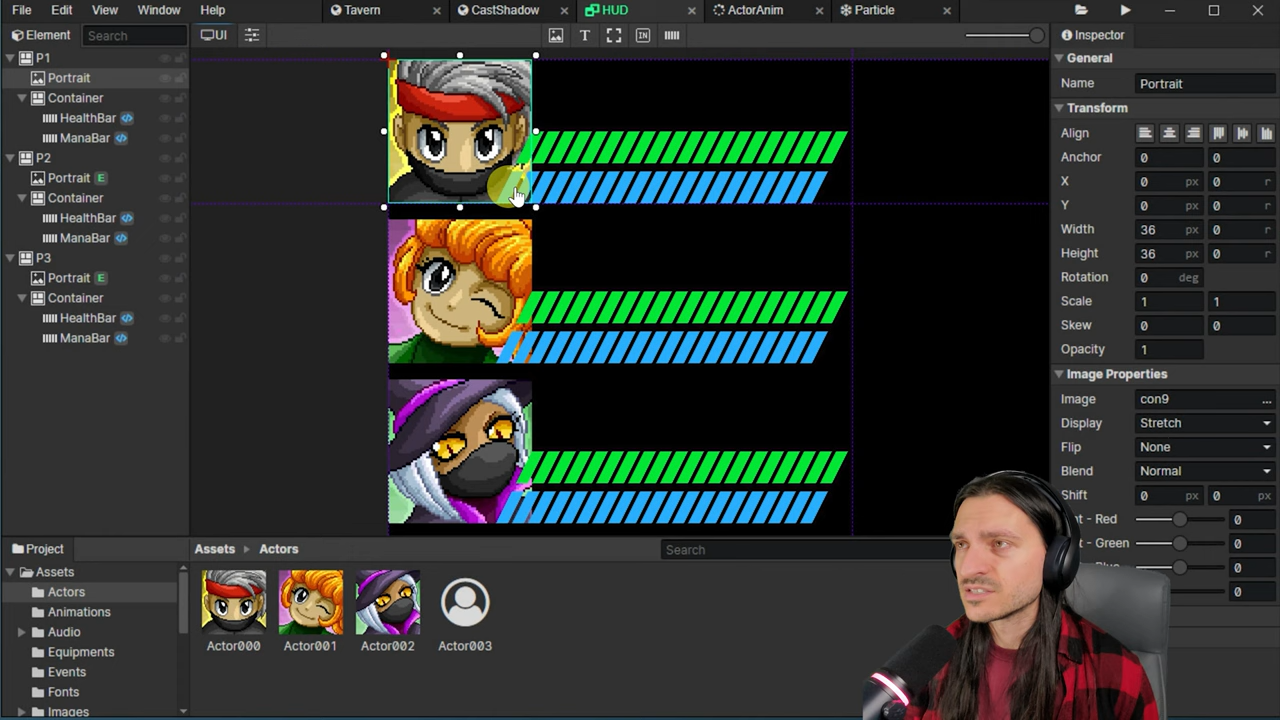 File Edit View Window Help
Tavern × CastShadow × HUD × ActorAnim × Particle ×
Element Search
UI
T
IN
P1
Portrait
Container
HealthBar
ManaBar
P2
Portrait E
Container
HealthBar
ManaBar
P3
Portrait E
Container
HealthBar
ManaBar
Inspector
General
Name Portrait
Transform
Align
Anchor 0 0
X 0 px 0 r
Y 0 px 0 r
Width 36 px 0 r
Height 36 px 0 r
Rotation 0 deg
Scale 1 1
Skew 0 0
Opacity 1
Image Properties
Image con9 ...
Display Stretch
Flip None
Blend Normal
Shift 0 px 0 px
- Red 0
- Green 0
0
0
Project
Assets
Actors
Animations
Audio
Equipments
Events
Fonts
Images
Assets Actors
Search
Actor000
Actor001
Actor002
Actor003